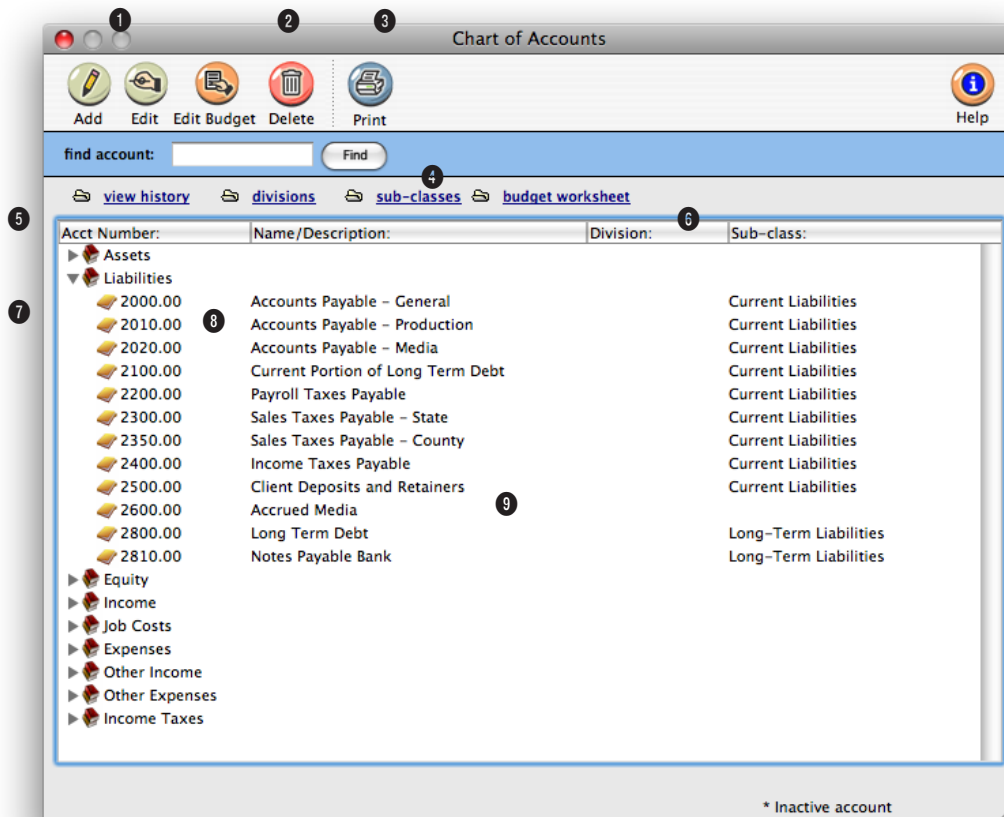 1 2 3
Chart of Accounts
Add Edit Edit Budget Delete Print Help
find account: Find
4
view history divisions sub-classes budget worksheet
5 6
Acct Number: Name/Description: Division: Sub-class:
Assets
Liabilities
7 2000.00 Accounts Payable – General Current Liabilities
2010.00 8 Accounts Payable – Production Current Liabilities
2020.00 Accounts Payable – Media Current Liabilities
2100.00 Current Portion of Long Term Debt Current Liabilities
2200.00 Payroll Taxes Payable Current Liabilities
2300.00 Sales Taxes Payable – State Current Liabilities
2350.00 Sales Taxes Payable – County Current Liabilities
2400.00 Income Taxes Payable Current Liabilities
2500.00 Client Deposits and Retainers Current Liabilities
2600.00 Accrued Media 9
2800.00 Long Term Debt Long-Term Liabilities
2810.00 Notes Payable Bank Long-Term Liabilities
Equity
Income
Job Costs
Expenses
Other Income
Other Expenses
Income Taxes
* Inactive account